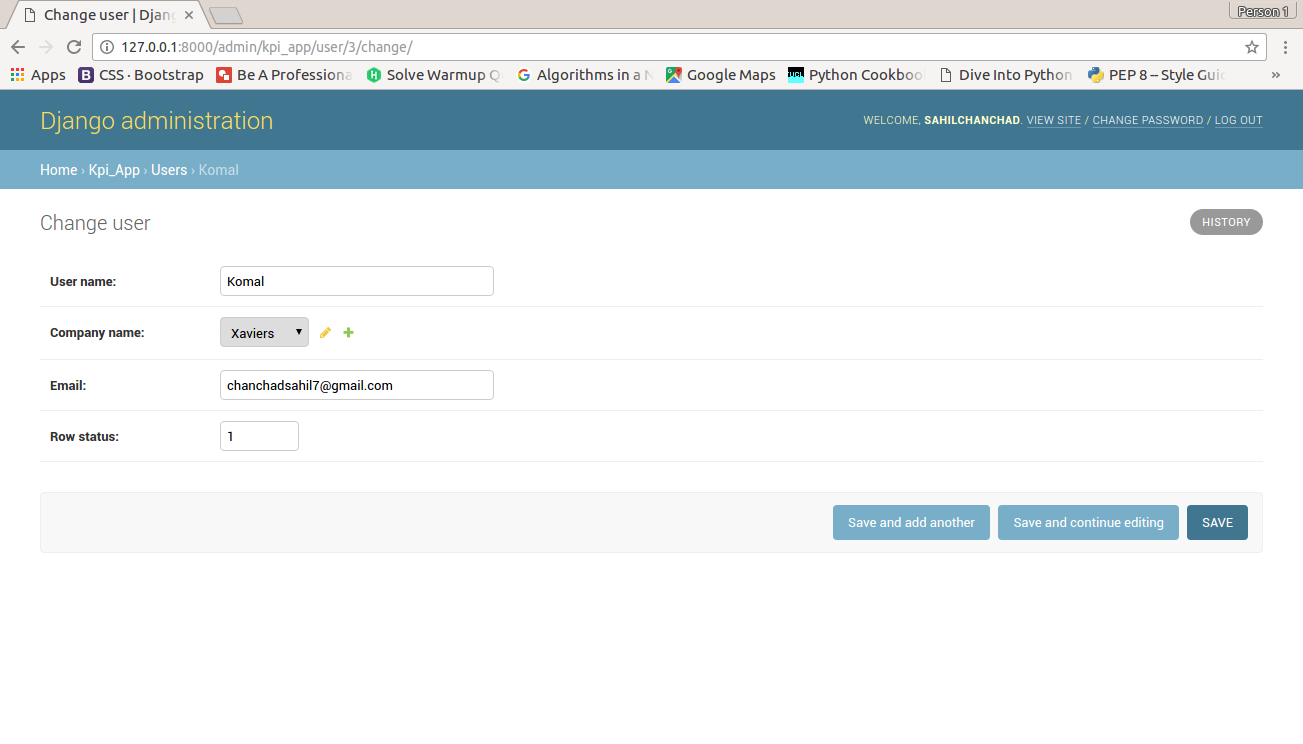 Change user | Djan
Person 1
127.0.0.1:8000/admin/kpi_app/user/3/change/
Apps CSS · Bootstrap Be A Professiona Solve Warmup Q Algorithms in a N Google Maps Python Cookboo Dive Into Python PEP 8 – Style Guid »
Django administration
WELCOME, SAHILCHANCHAD. VIEW SITE / CHANGE PASSWORD / LOG OUT
Home › Kpi_App › Users › Komal
Change user
HISTORY
User name: Komal
Company name: Xaviers
Email: chanchadsahil7@gmail.com
Row status: 1
Save and add another Save and continue editing SAVE